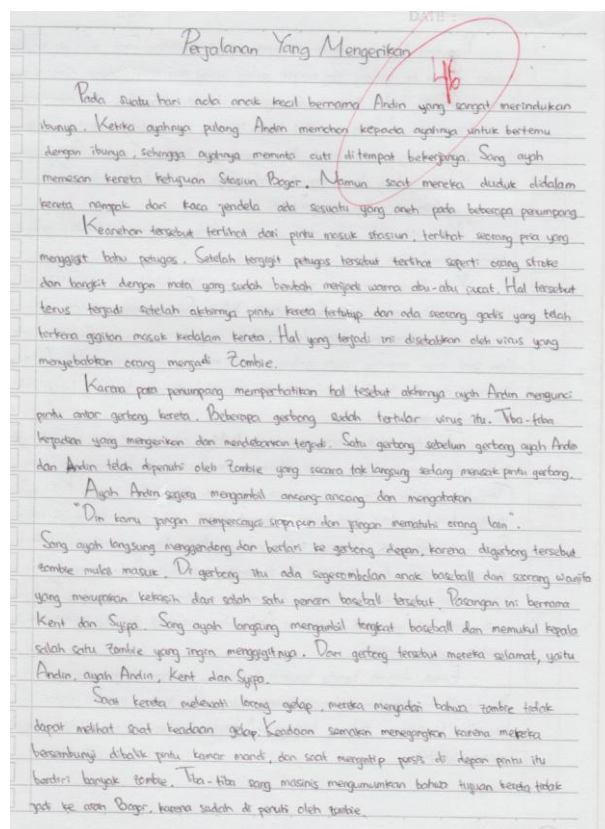 DATE :
Perjalanan Yang Mengerikan
46
Pada suatu hari ada anak kecil bernama Andin yang sangat merindukan
ibunya. Ketika ayahnya pulang Andin memohon kepada ayahnya untuk bertemu
dengan ibunya, sehingga ayahnya meminta cuti ditempat bekerjanya. Sang ayah
memesan kereta ketujuan Stasiun Bogor. Namun saat mereka duduk didalam
kereta nampak dari kaca jendela ada sesuatu yang aneh pada beberapa penumpang
Keanehan tersebut terlihat dari pintu masuk stasiun, terlihat seorang pria yang
menggigit bahu petugas. Setelah tergigit petugas tersebut terlihat seperti orang stroke
dan bangkit dengan mata yang sudah berubah menjadi warna abu-abu pucat. Hal tersebut
terus terjadi setelah akhirnya pintu kereta tertutup dan ada seorang gadis yang telah
terkena gigitan masuk kedalam kereta. Hal yang terjadi ini disebabkan oleh virus yang
menyebabkan orang menjadi Zombie.
Karena para penumpang memperhatikan hal tesebut akhirnya ayah Andin mengunci
pintu antar gerbong kereta. Beberapa gerbong sudah tertular virus itu. Tiba-tiba
kejadian yang mengerikan dan mendebarkan terjadi. Satu gerbong sebelum gerbong ayah Andin
dan Andin telah dipenuhi oleh Zombie yang secara tak langsung sedang merusak pintu gerbong.
Ayah Andin segera mengambil ancang-ancang dan mengatakan
"Din kamu jangan mempercayai siapapun dan jangan mematuhi orang lain".
Sang ayah langsung menggendong dan berlari ke gerbong depan, karena digerbong tersebut
zombie mulai masuk. Di gerbong itu ada segerombolan anak baseball dan seorang wanita
yang merupakan kekasih dari salah satu pemain baseball tersebut. Pasangan ini bernama
Kent dan Syipa. Sang ayah langsung mengambil tongkat baseball dan memukul kepala
salah satu Zombie yang ingin menggigitnya. Dari gerbong tersebut mereka selamat, yaitu
Andin, ayah Andin, Kent dan Syipa.
Saat kereta melewati lorong gelap, mereka menyadari bahwa zombie tidak
dapat melihat saat keadaan gelap. Keadaan semakin menegangkan karena mereka
bersembunyi dibalik pintu kamar mandi, dan saat mengintip persis di depan pintu itu
berdiri banyak zombie. Tiba-tiba sang masinis mengumumkan bahwa tujuan kereta tidak
jadi ke arah Bogor, karena sudah di penuhi oleh zombie.